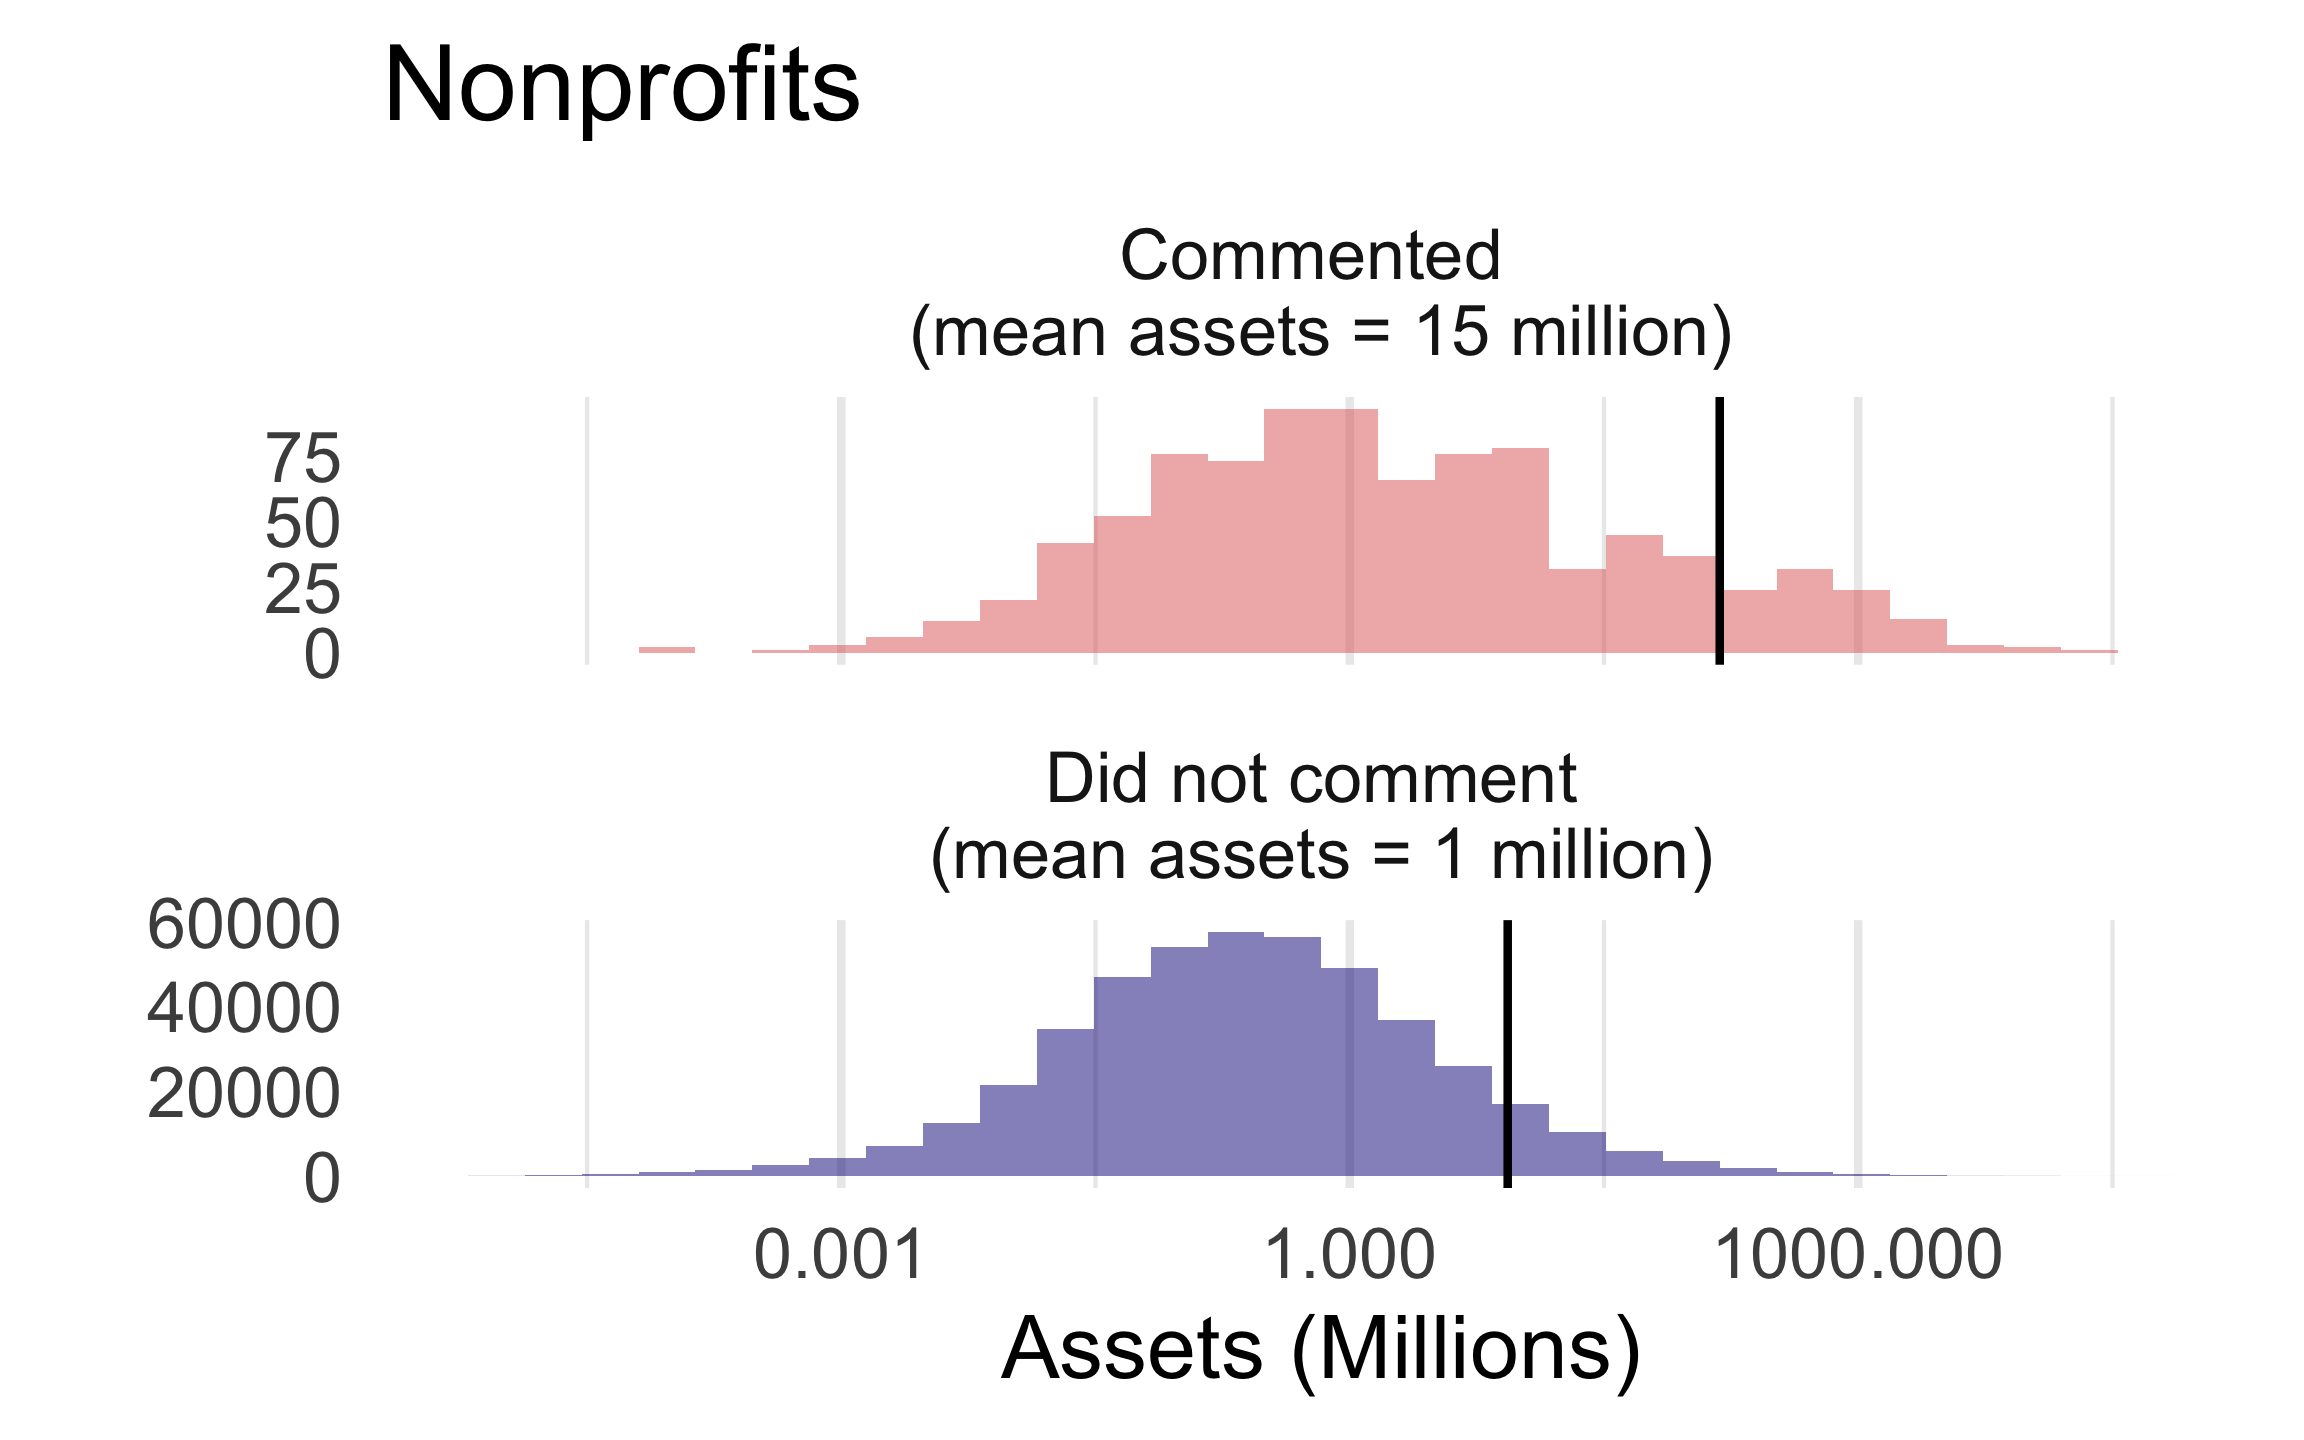 Nonprofits
Commented
(mean assets = 15 million)
75
50
25
0
Did not comment
(mean assets = 1 million)
60000
40000
20000
0
0.001 1.000 1000.000
Assets (Millions)